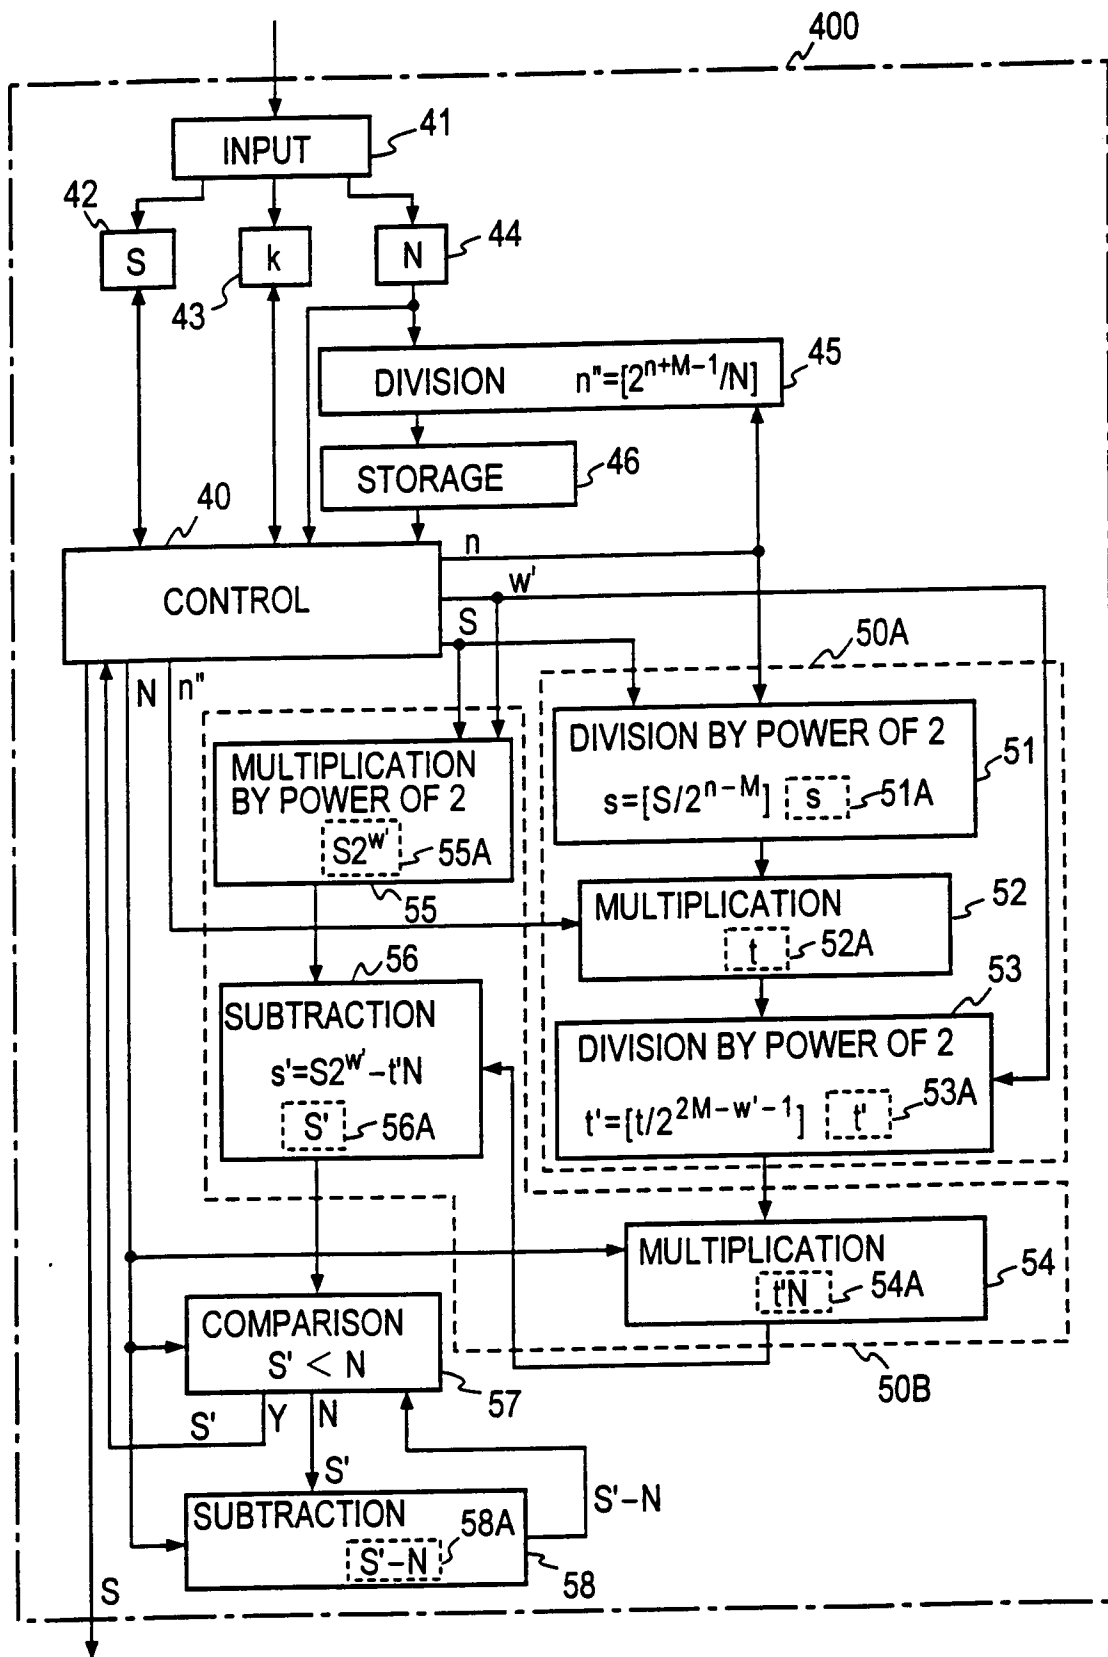 400
INPUT
41
42
S
k
43
N
44
DIVISION n"=[2^{n+M-1}/N]
45
STORAGE
46
40
CONTROL
n
w'
S
N
n"
50A
DIVISION BY POWER OF 2
s=[S/2^{n-M}] s
51
51A
MULTIPLICATION
BY POWER OF 2
S2^{w'}
55A
55
MULTIPLICATION
t
52
52A
56
SUBTRACTION
s'=S2^{w'}-t'N
S'
56A
53
DIVISION BY POWER OF 2
t'=[t/2^{2M-w'-1}] t'
53A
MULTIPLICATION
t'N
54A
54
50B
COMPARISON
S' < N
57
S'
Y
N
S'
S'-N
SUBTRACTION
S'-N
58A
58
S